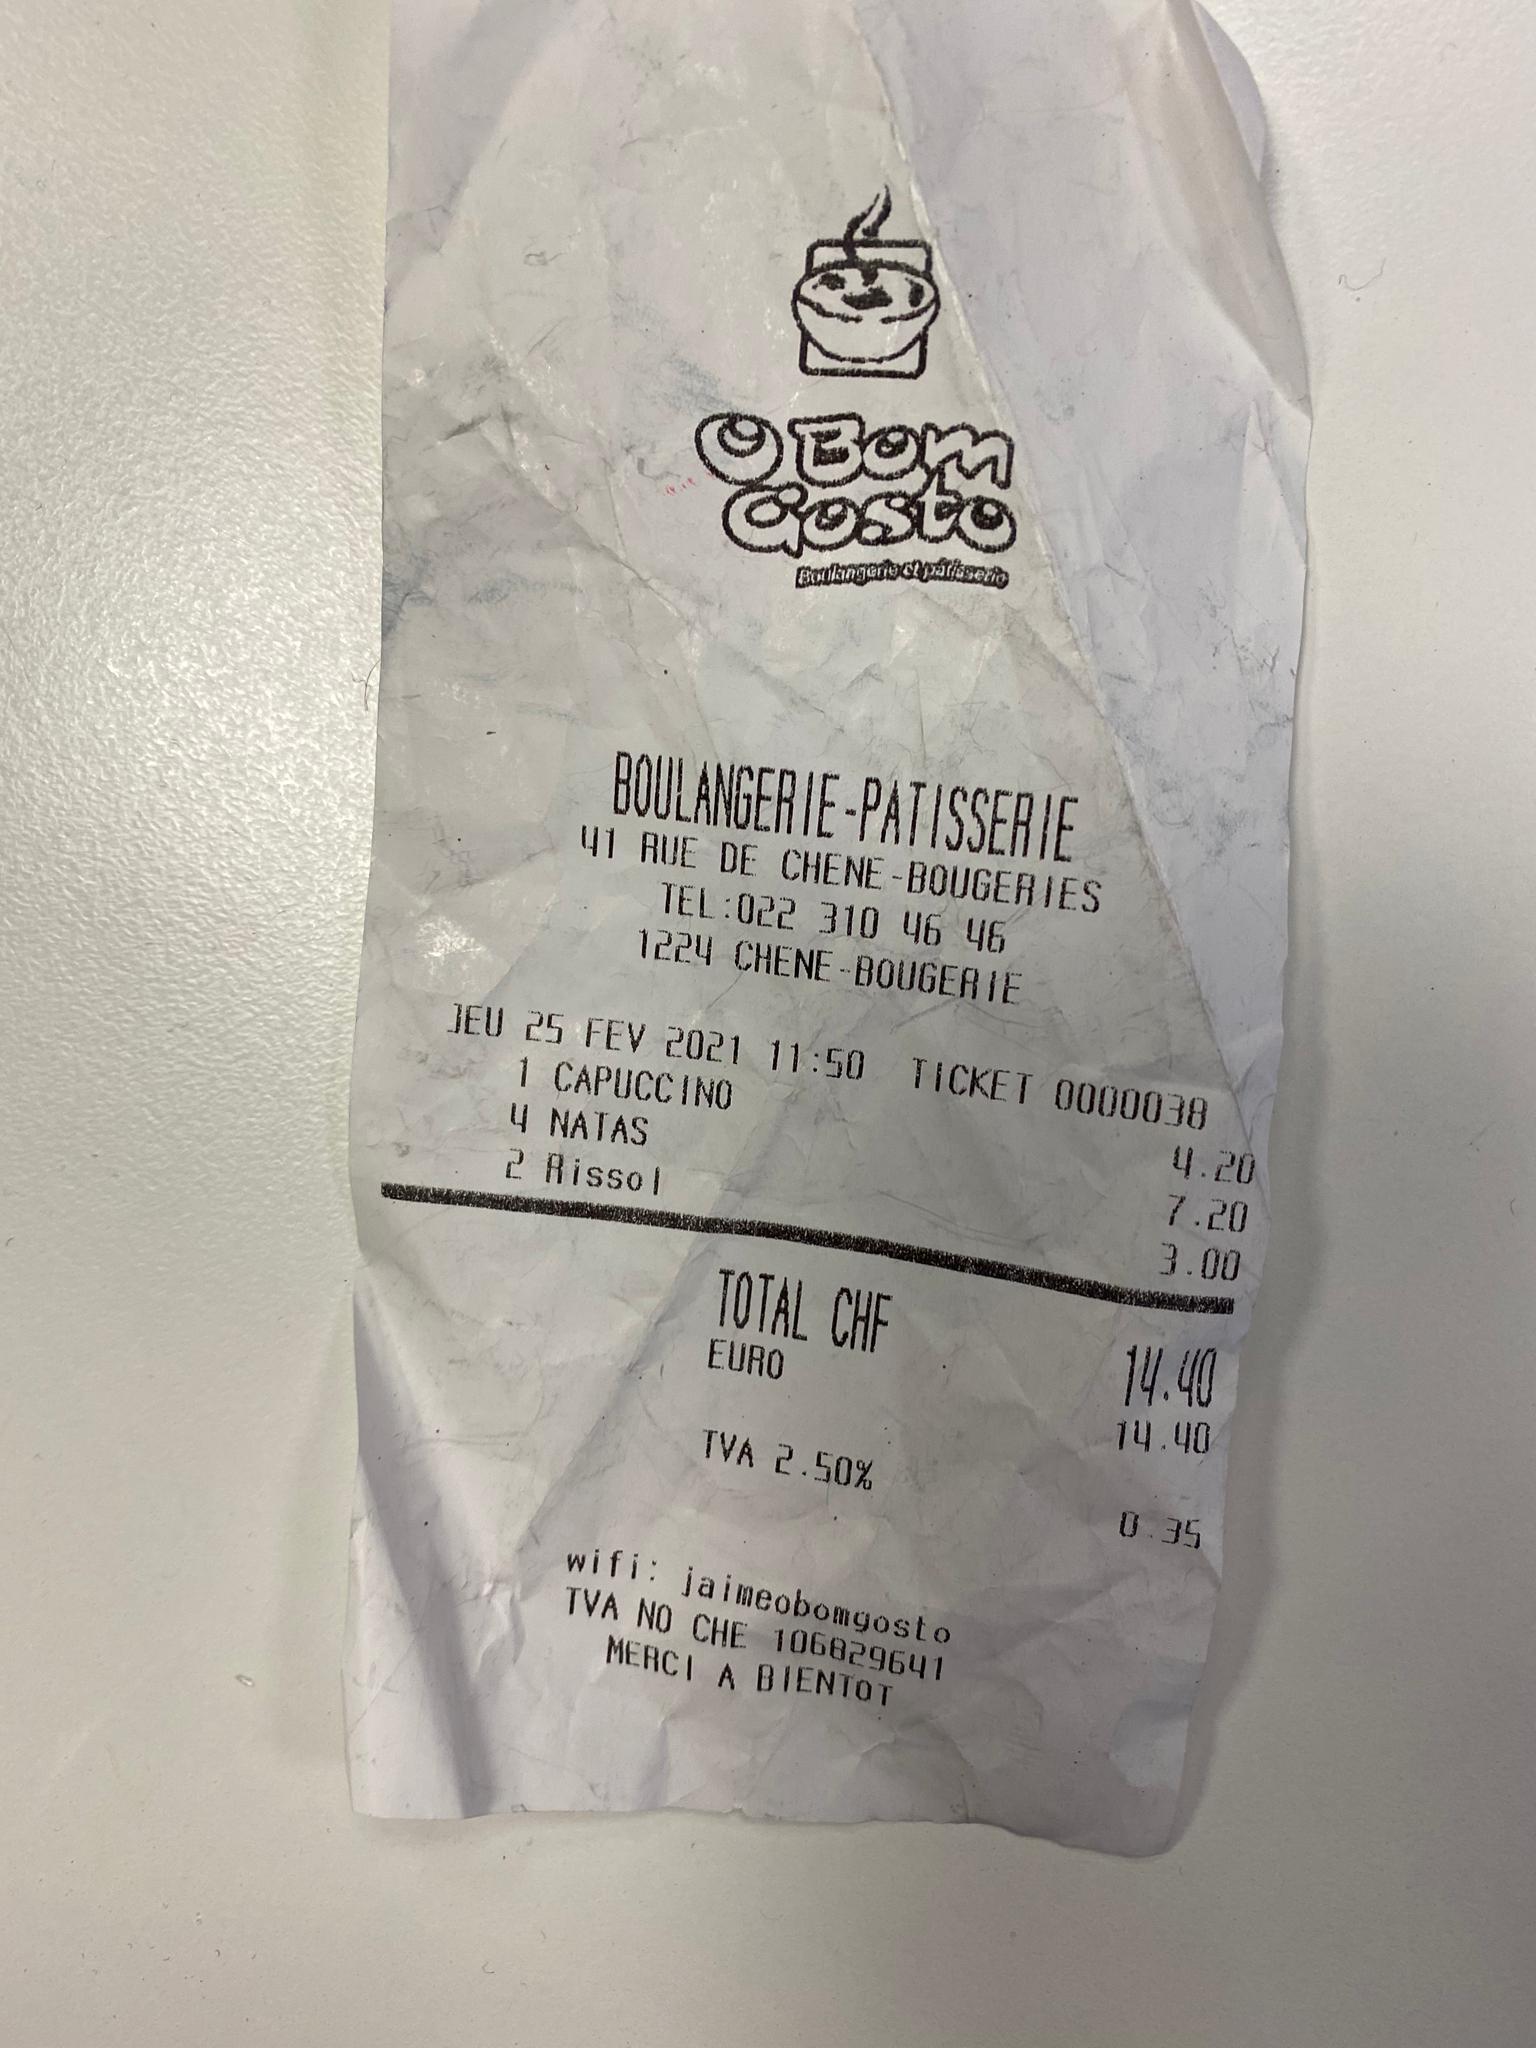 O Bom
Gosto
Boulangerie et pâtisserie
BOULANGERIE-PATISSERIE
41 RUE DE CHENE-BOUGERIES
TEL:022 310 46 46
1224 CHENE-BOUGERIE
JEU 25 FEV 2021 11:50 TICKET 0000038
1 CAPUCCINO 4.20
4 NATAS 7.20
2 Rissol 3.00
TOTAL CHF 14.40
EURO 14.40
TVA 2.50% 0.35
wifi: jaimeobomgosto
TVA NO CHE 106829641
MERCI A BIENTOT